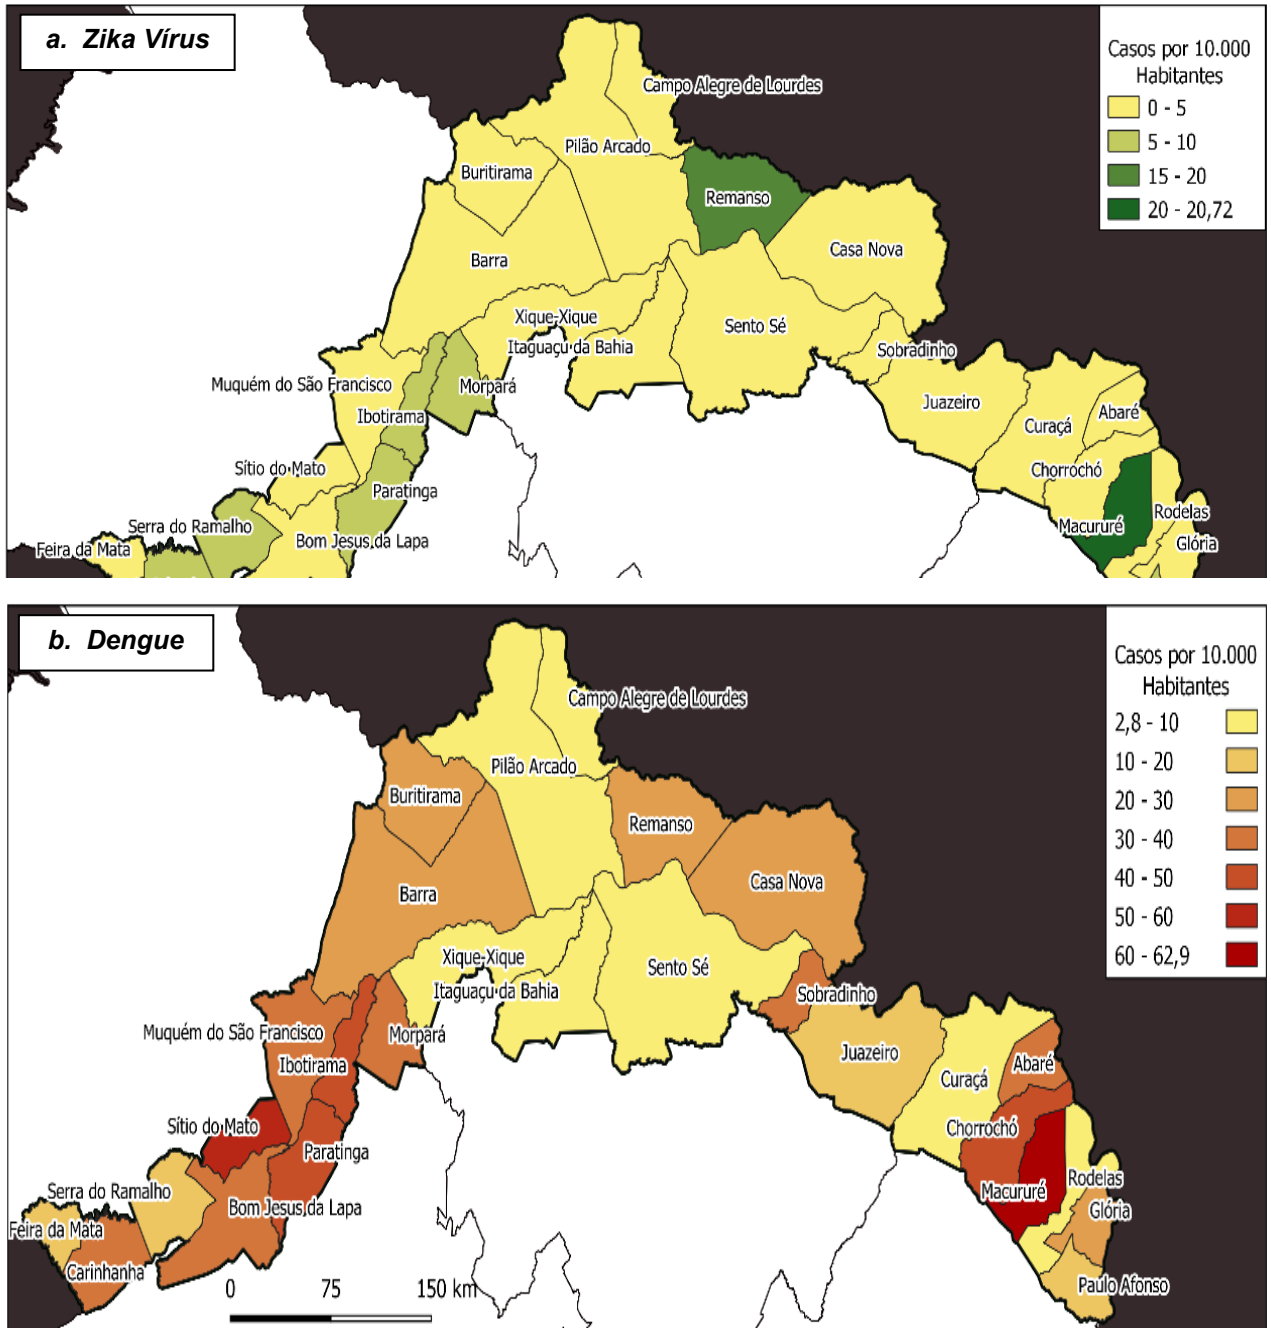 a. Zika Vírus
Casos por 10.000
Habitantes
0 - 5
5 - 10
15 - 20
20 - 20,72
Campo Alegre de Lourdes
Pilão Arcado
Buritirama
Remanso
Casa Nova
Barra
Xique-Xique
Sento Sé
Itaguaçu da Bahia
Sobradinho
Muquém do São Francisco
Morpará
Juazeiro
Ibotirama
Abaré
Curaçá
Sítio do Mato
Chorrochó
Paratinga
Rodelas
Serra do Ramalho
Macururé
Bom Jesus da Lapa
Glória
Feira da Mata
b. Dengue
Casos por 10.000
Habitantes
2,8 - 10
10 - 20
20 - 30
30 - 40
40 - 50
50 - 60
60 - 62,9
Campo Alegre de Lourdes
Pilão Arcado
Buritirama
Remanso
Casa Nova
Barra
Xique-Xique
Sento Sé
Itaguaçu da Bahia
Sobradinho
Muquém do São Francisco
Morpará
Juazeiro
Ibotirama
Abaré
Curaçá
Sítio do Mato
Chorrochó
Paratinga
Rodelas
Serra do Ramalho
Macururé
Bom Jesus da Lapa
Glória
Feira da Mata
Carinhanha
Paulo Afonso
0 75 150 km